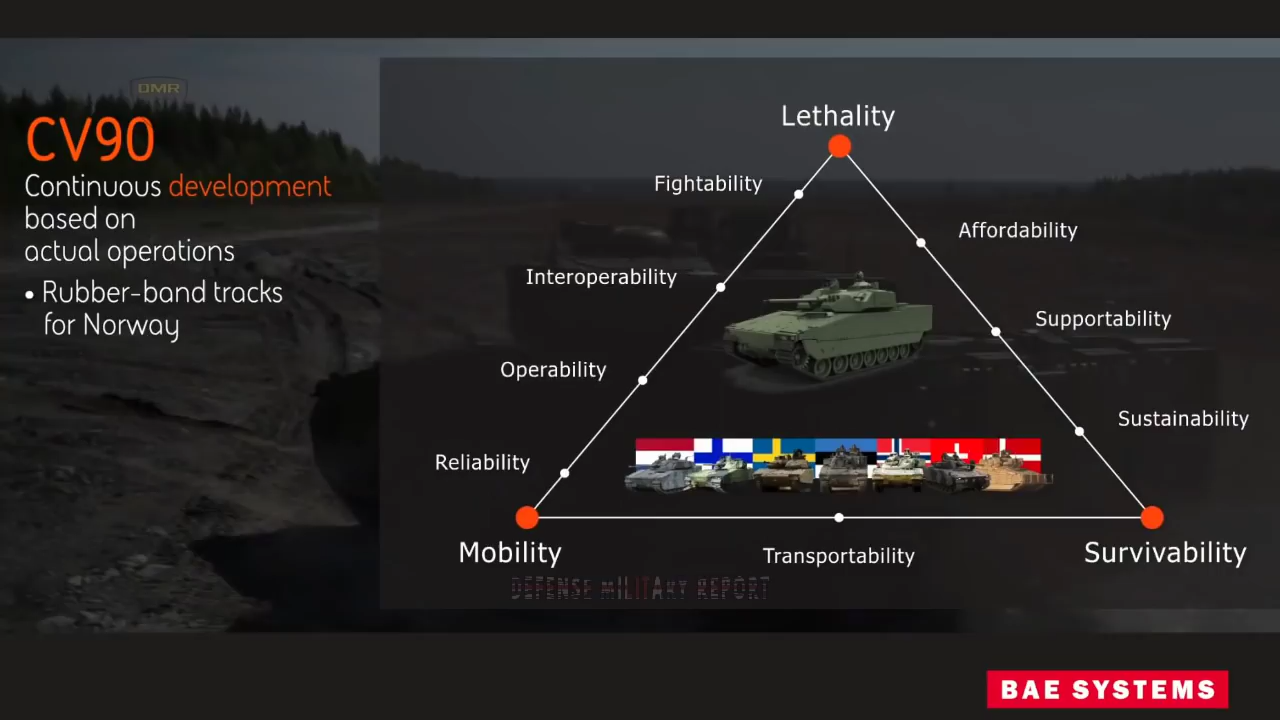 DMR
CV90
Continuous development
based on
actual operations
• Rubber-band tracks
for Norway
Lethality
Fightability
Affordability
Interoperability
Supportability
Operability
Sustainability
Reliability
Mobility
Transportability
Survivability
DEFENSE MILITARY REPORT
BAE SYSTEMS